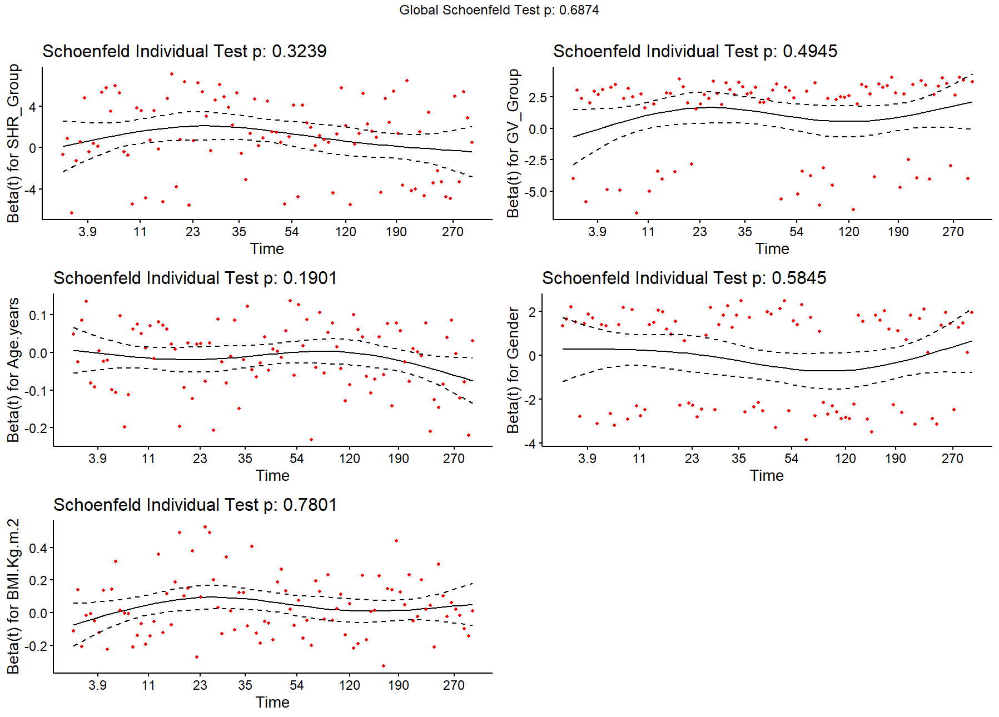 Global Schoenfeld Test p: 0.6874
Schoenfeld Individual Test p: 0.3239
Beta(t) for SHR_Group
4
0
-4
3.9 11 23 35 54 120 190 270
Time
Schoenfeld Individual Test p: 0.4945
Beta(t) for GV_Group
2.5
0.0
-2.5
-5.0
3.9 11 23 35 54 120 190 270
Time
Schoenfeld Individual Test p: 0.1901
Beta(t) for Age.years
0.1
0.0
-0.1
-0.2
3.9 11 23 35 54 120 190 270
Time
Schoenfeld Individual Test p: 0.5845
Beta(t) for Gender
2
0
-2
-4
3.9 11 23 35 54 120 190 270
Time
Schoenfeld Individual Test p: 0.7801
Beta(t) for BMI.Kg.m.2
0.4
0.2
0.0
-0.2
3.9 11 23 35 54 120 190 270
Time